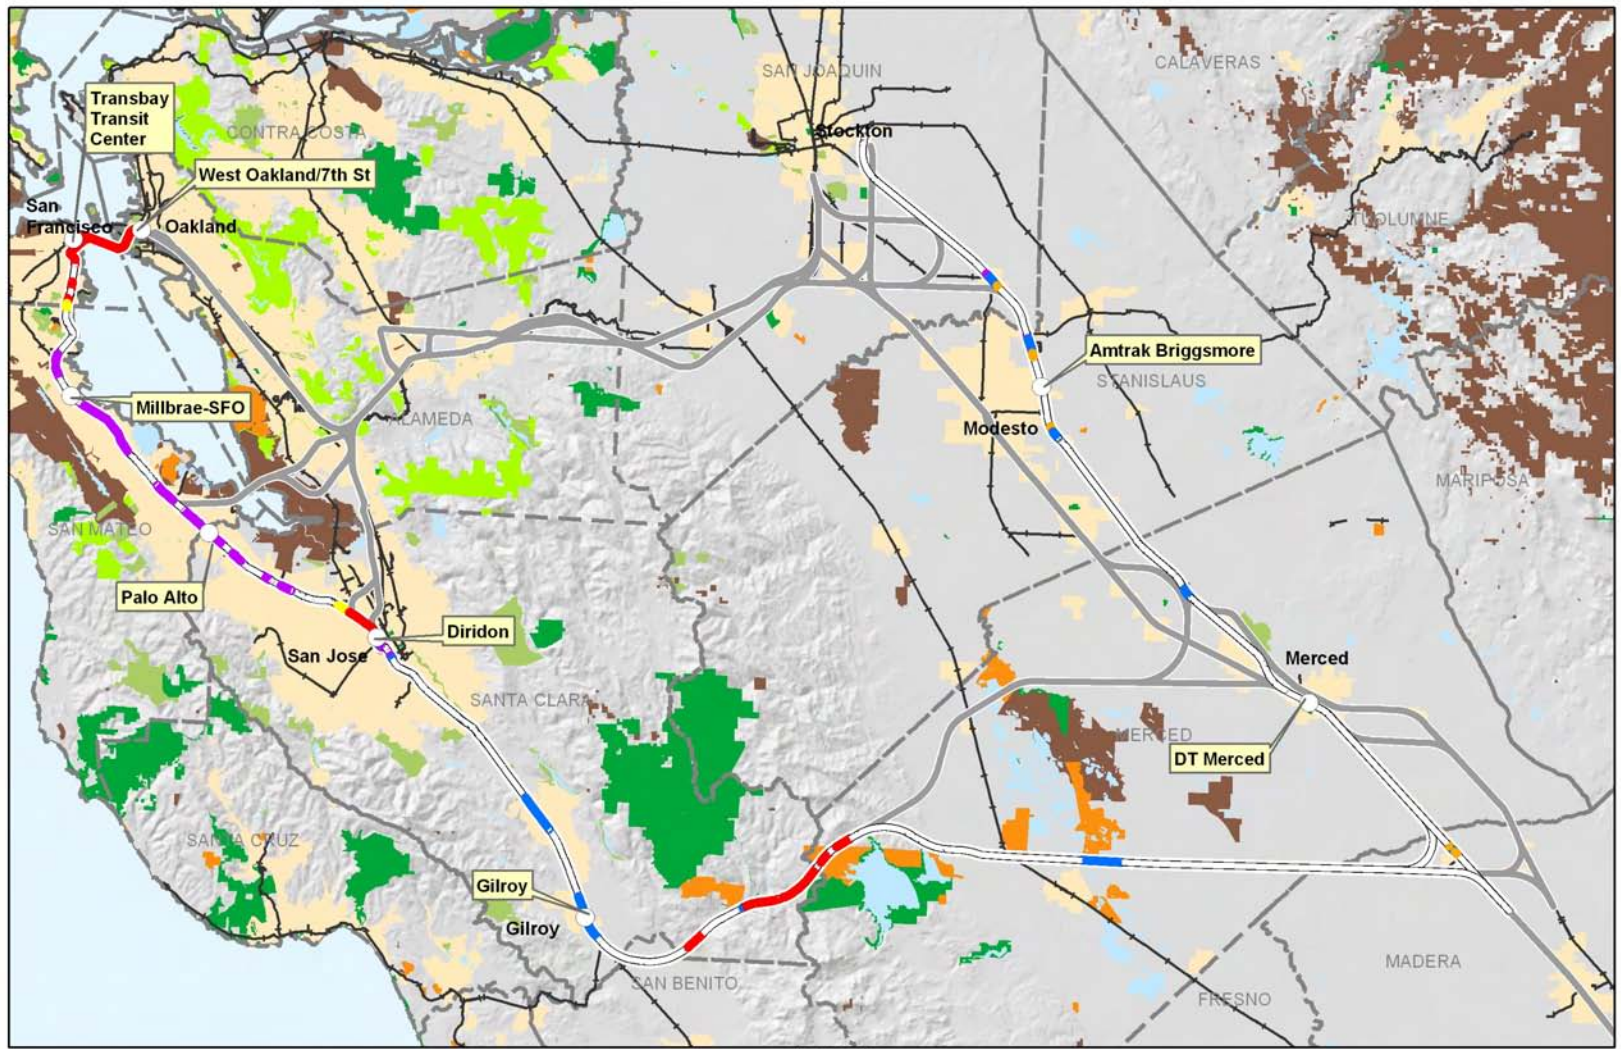 CALAVERAS
SAN JOAQUIN
Transbay
Transit
Center
CONTRA COSTA
Stockton
West Oakland/7th St
San
Francisco
Oakland
TUOLUMNE
Amtrak Briggsmore
STANISLAUS
Millbrae-SFO
ALAMEDA
Modesto
MARIPOSA
SAN MATEO
Palo Alto
Diridon
San Jose
Merced
SANTA CLARA
MERCED
DT Merced
SANTA CRUZ
Gilroy
Gilroy
MADERA
SAN BENITO
FRESNO